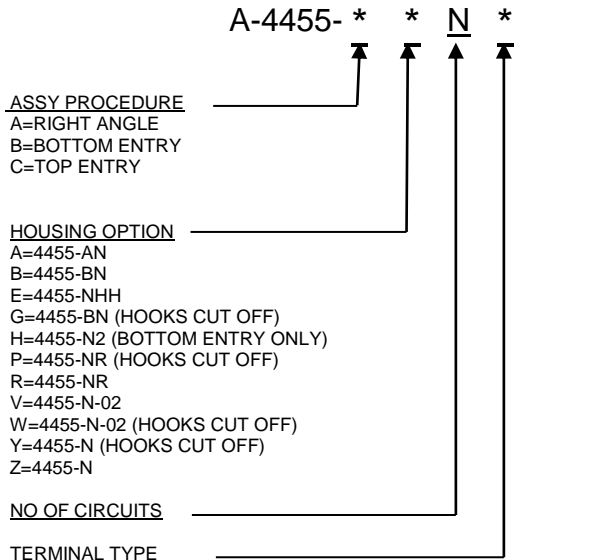 A-4455- * * N *
ASSY PROCEDURE
A=RIGHT ANGLE
B=BOTTOM ENTRY
C=TOP ENTRY
HOUSING OPTION
A=4455-AN
B=4455-BN
E=4455-NHH
G=4455-BN (HOOKS CUT OFF)
H=4455-N2 (BOTTOM ENTRY ONLY)
P=4455-NR (HOOKS CUT OFF)
R=4455-NR
V=4455-N-02
W=4455-N-02 (HOOKS CUT OFF)
Y=4455-N (HOOKS CUT OFF)
Z=4455-N
NO OF CIRCUITS
TERMINAL TYPE